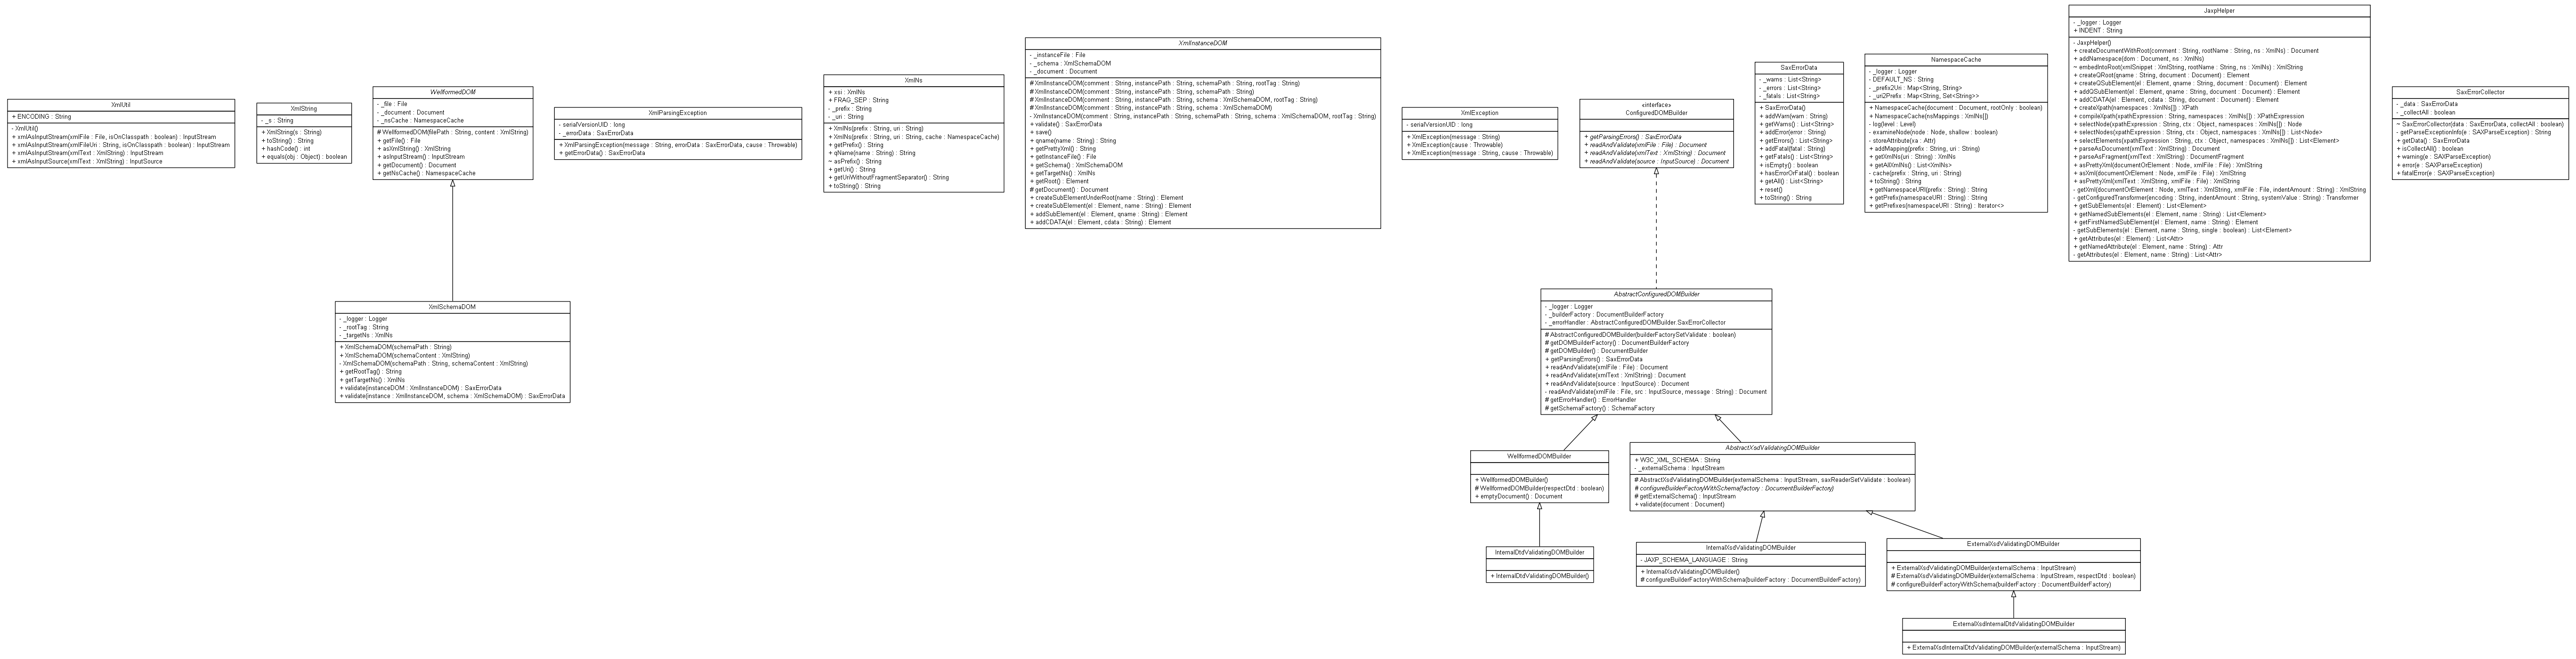 XmlUtil
+ ENCODING : String
- XmlUtil()
+ xmlAsInputStream(xmlFile : File, isOnClasspath : boolean) : InputStream
+ xmlAsInputStream(xmlFileUri : String, isOnClasspath : boolean) : InputStream
+ xmlAsInputStream(xmlText : XmlString) : InputStream
+ xmlAsInputSource(xmlText : XmlString) : InputSource
XmlString
- _s : String
+ XmlString(s : String)
+ toString() : String
+ hashCode() : int
+ equals(obj : Object) : boolean
WellformedDOM
- _file : File
- _document : Document
- _nsCache : NamespaceCache
# WellformedDOM(filePath : String, content : XmlString)
+ getFile() : File
+ asXmlString() : XmlString
+ asInputStream() : InputStream
+ getDocument() : Document
+ getNsCache() : NamespaceCache
XmlSchemaDOM
- _logger : Logger
- _rootTag : String
- _targetNs : XmlNs
+ XmlSchemaDOM(schemaPath : String)
+ XmlSchemaDOM(schemaContent : XmlString)
- XmlSchemaDOM(schemaPath : String, schemaContent : XmlString)
+ getRootTag() : String
+ getTargetNs() : XmlNs
+ validate(instanceDOM : XmlInstanceDOM) : SaxErrorData
+ validate(instance : XmlInstanceDOM, schema : XmlSchemaDOM) : SaxErrorData
XmlParsingException
- serialVersionUID : long
- _errorData : SaxErrorData
+ XmlParsingException(message : String, errorData : SaxErrorData, cause : Throwable)
+ getErrorData() : SaxErrorData
XmlNs
+ xsi : XmlNs
+ FRAG_SEP : String
- _prefix : String
- _uri : String
+ XmlNs(prefix : String, uri : String)
+ XmlNs(prefix : String, uri : String, cache : NamespaceCache)
+ getPrefix() : String
+ qName(name : String) : String
~ asPrefix() : String
+ getUri() : String
+ getUriWithoutFragmentSeparator() : String
+ toString() : String
XmlInstanceDOM
- _instanceFile : File
- _schema : XmlSchemaDOM
- _document : Document
# XmlInstanceDOM(comment : String, instancePath : String, schemaPath : String, rootTag : String)
# XmlInstanceDOM(comment : String, instancePath : String, schemaPath : String)
# XmlInstanceDOM(comment : String, instancePath : String, schema : XmlSchemaDOM, rootTag : String)
# XmlInstanceDOM(comment : String, instancePath : String, schema : XmlSchemaDOM)
- XmlInstanceDOM(comment : String, instancePath : String, schemaPath : String, schema : XmlSchemaDOM, rootTag : String)
+ validate() : SaxErrorData
+ save()
+ qname(name : String) : String
+ getPrettyXml() : String
+ getInstanceFile() : File
+ getSchema() : XmlSchemaDOM
+ getTargetNs() : XmlNs
+ getRoot() : Element
# getDocument() : Document
+ createSubElementUnderRoot(name : String) : Element
+ createSubElement(el : Element, name : String) : Element
+ addSubElement(el : Element, qname : String) : Element
+ addCDATA(el : Element, cdata : String) : Element
XmlException
- serialVersionUID : long
+ XmlException(message : String)
+ XmlException(cause : Throwable)
+ XmlException(message : String, cause : Throwable)
«interface»
ConfiguredDOMBuilder
+ getParsingErrors() : SaxErrorData
+ readAndValidate(xmlFile : File) : Document
+ readAndValidate(xmlText : XmlString) : Document
+ readAndValidate(source : InputSource) : Document
AbstractConfiguredDOMBuilder
- _logger : Logger
- _builderFactory : DocumentBuilderFactory
- _errorHandler : AbstractConfiguredDOMBuilder.SaxErrorCollector
# AbstractConfiguredDOMBuilder(builderFactorySetValidate : boolean)
# getDOMBuilderFactory() : DocumentBuilderFactory
# getDOMBuilder() : DocumentBuilder
+ getParsingErrors() : SaxErrorData
+ readAndValidate(xmlFile : File) : Document
+ readAndValidate(xmlText : XmlString) : Document
+ readAndValidate(source : InputSource) : Document
- readAndValidate(xmlFile : File, src : InputSource, message : String) : Document
# getErrorHandler() : ErrorHandler
# getSchemaFactory() : SchemaFactory
WellformedDOMBuilder
+ WellformedDOMBuilder()
# WellformedDOMBuilder(respectDtd : boolean)
+ emptyDocument() : Document
InternalDtdValidatingDOMBuilder
+ InternalDtdValidatingDOMBuilder()
AbstractXsdValidatingDOMBuilder
+ W3C_XML_SCHEMA : String
- _externalSchema : InputStream
# AbstractXsdValidatingDOMBuilder(externalSchema : InputStream, saxReaderSetValidate : boolean)
# configureBuilderFactoryWithSchema(factory : DocumentBuilderFactory)
# getExternalSchema() : InputStream
+ validate(document : Document)
InternalXsdValidatingDOMBuilder
- JAXP_SCHEMA_LANGUAGE : String
+ InternalXsdValidatingDOMBuilder()
# configureBuilderFactoryWithSchema(builderFactory : DocumentBuilderFactory)
ExternalXsdValidatingDOMBuilder
+ ExternalXsdValidatingDOMBuilder(externalSchema : InputStream)
# ExternalXsdValidatingDOMBuilder(externalSchema : InputStream, respectDtd : boolean)
# configureBuilderFactoryWithSchema(builderFactory : DocumentBuilderFactory)
ExternalXsdInternalDtdValidatingDOMBuilder
+ ExternalXsdInternalDtdValidatingDOMBuilder(externalSchema : InputStream)
SaxErrorData
- _warns : List<String>
- _errors : List<String>
- _fatals : List<String>
+ SaxErrorData()
+ addWarn(warn : String)
+ getWarns() : List<String>
+ addError(error : String)
+ getErrors() : List<String>
+ addFatal(fatal : String)
+ getFatals() : List<String>
+ isEmpty() : boolean
+ hasErrorOrFatal() : boolean
+ getAll() : List<String>
+ reset()
+ toString() : String
NamespaceCache
- _logger : Logger
- DEFAULT_NS : String
- _prefix2Uri : Map<String, String>
- _uri2Prefix : Map<String, Set<String>>
+ NamespaceCache(document : Document, rootOnly : boolean)
+ NamespaceCache(nsMappings : XmlNs[])
- log(level : Level)
- examineNode(node : Node, shallow : boolean)
- storeAttribute(xa : Attr)
+ addMapping(prefix : String, uri : String)
+ getXmlNs(uri : String) : XmlNs
+ getAllXmlNs() : List<XmlNs>
- cache(prefix : String, uri : String)
+ toString() : String
+ getNamespaceURI(prefix : String) : String
+ getPrefix(namespaceURI : String) : String
+ getPrefixes(namespaceURI : String) : Iterator<>
JaxpHelper
- _logger : Logger
+ INDENT : String
- JaxpHelper()
+ createDocumentWithRoot(comment : String, rootName : String, ns : XmlNs) : Document
+ addNamespace(dom : Document, ns : XmlNs)
~ embedIntoRoot(xmlSnippet : XmlString, rootName : String, ns : XmlNs) : XmlString
+ createQRoot(qname : String, document : Document) : Element
+ createQSubElement(el : Element, qname : String, document : Document) : Element
+ addQSubElement(el : Element, qname : String, document : Document) : Element
+ addCDATA(el : Element, cdata : String, document : Document) : Element
+ createXpath(namespaces : XmlNs[]) : XPath
+ compileXpath(xpathExpression : String, namespaces : XmlNs[]) : XPathExpression
+ selectNode(xpathExpression : String, ctx : Object, namespaces : XmlNs[]) : Node
+ selectNodes(xpathExpression : String, ctx : Object, namespaces : XmlNs[]) : List<Node>
+ selectElements(xpathExpression : String, ctx : Object, namespaces : XmlNs[]) : List<Element>
+ parseAsDocument(xmlText : XmlString) : Document
+ parseAsFragment(xmlText : XmlString) : DocumentFragment
+ asPrettyXml(documentOrElement : Node, xmlFile : File) : XmlString
+ asXml(documentOrElement : Node, xmlFile : File) : XmlString
+ asPrettyXml(xmlText : XmlString, xmlFile : File) : XmlString
- getXml(documentOrElement : Node, xmlText : XmlString, xmlFile : File, indentAmount : String) : XmlString
- getConfiguredTransformer(encoding : String, indentAmount : String, systemValue : String) : Transformer
+ getSubElements(el : Element) : List<Element>
+ getNamedSubElements(el : Element, name : String) : List<Element>
+ getFirstNamedSubElement(el : Element, name : String) : Element
- getSubElements(el : Element, name : String, single : boolean) : List<Element>
+ getAttributes(el : Element) : List<Attr>
+ getNamedAttribute(el : Element, name : String) : Attr
- getAttributes(el : Element, name : String) : List<Attr>
SaxErrorCollector
- _data : SaxErrorData
- _collectAll : boolean
~ SaxErrorCollector(data : SaxErrorData, collectAll : boolean)
- getParseExceptionInfo(e : SAXParseException) : String
+ getData() : SaxErrorData
+ isCollectAll() : boolean
+ warning(e : SAXParseException)
+ error(e : SAXParseException)
+ fatalError(e : SAXParseException)